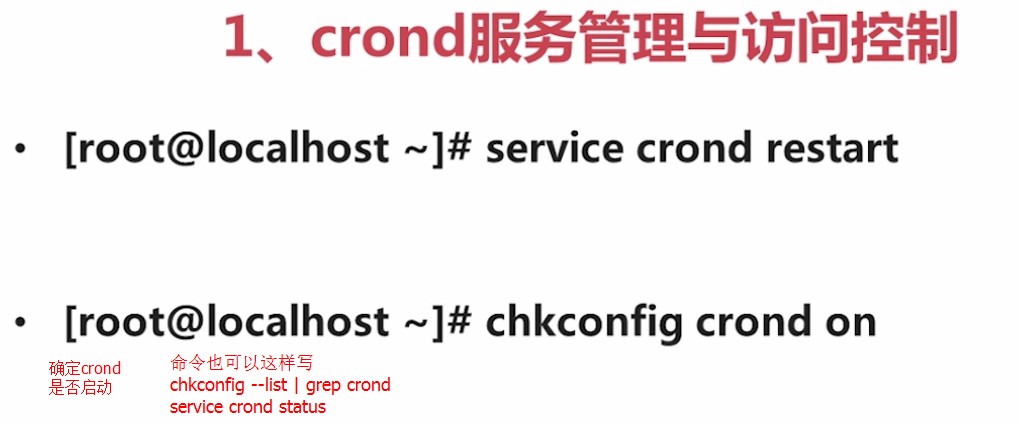 1、crond服务管理与访问控制
• [root@localhost ~]# service crond restart
• [root@localhost ~]# chkconfig crond on
确定crond
是否启动
命令也可以这样写
chkconfig --list | grep crond
service crond status